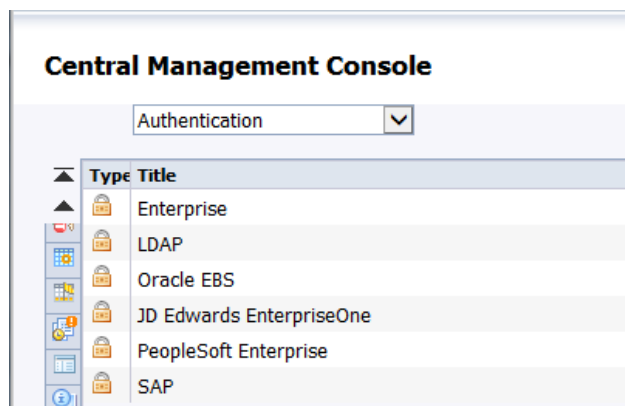 Central Management Console
Authentication
Type Title
Enterprise
LDAP
Oracle EBS
JD Edwards EnterpriseOne
PeopleSoft Enterprise
SAP